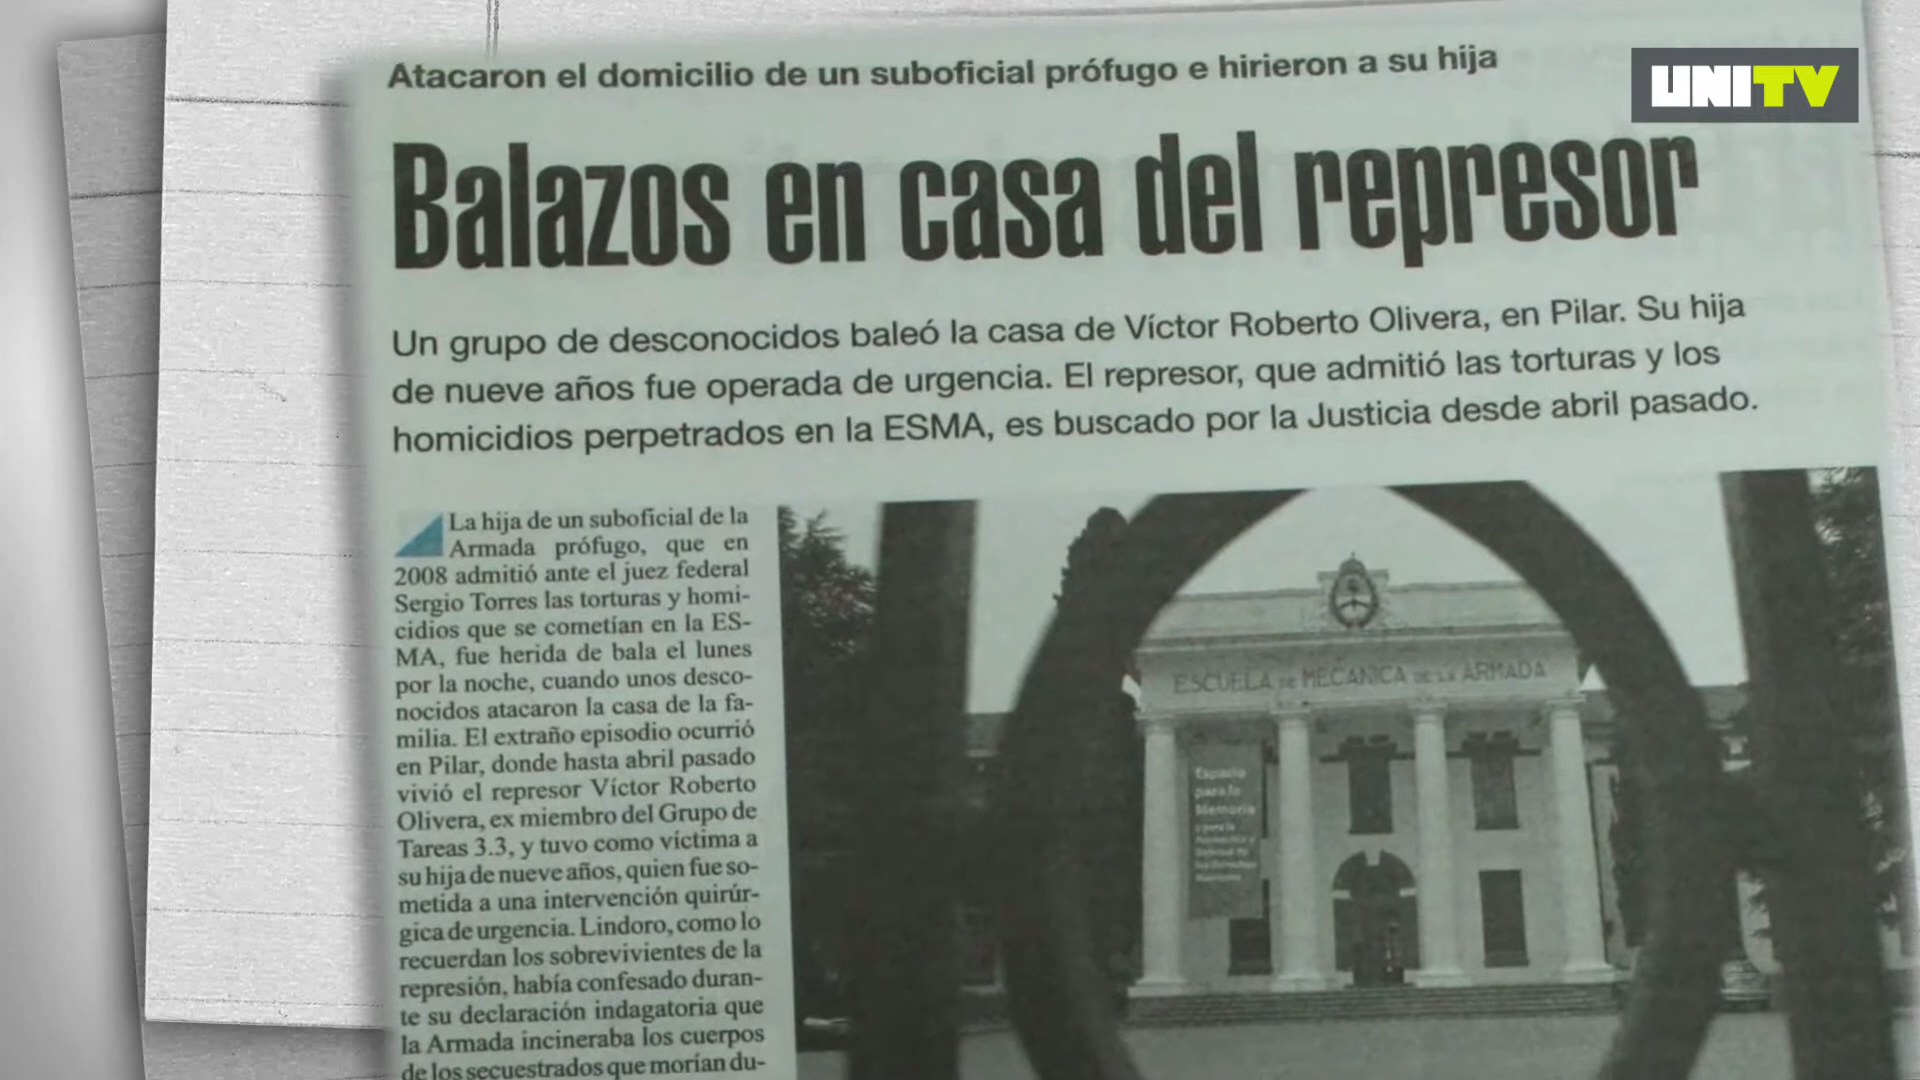 Atacaron el domicilio de un suboficial prófugo e hirieron a su hija
UNITV
Balazos en casa del represor
Un grupo de desconocidos baleó la casa de Víctor Roberto Olivera, en Pilar. Su hija
de nueve años fue operada de urgencia. El represor, que admitió las torturas y los
homicidios perpetrados en la ESMA, es buscado por la Justicia desde abril pasado.
La hija de un suboficial de la
Armada prófugo, que en
2008 admitió ante el juez federal
Sergio Torres las torturas y homi-
cidios que se cometían en la ES-
MA, fue herida de bala el lunes
por la noche, cuando unos desco-
nocidos atacaron la casa de la fa-
milia. El extraño episodio ocurrió
en Pilar, donde hasta abril pasado
vivió el represor Víctor Roberto
Olivera, ex miembro del Grupo de
Tareas 3.3, y tuvo como víctima a
su hija de nueve años, quien fue so-
metida a una intervención quirúr-
gica de urgencia. Lindoro, como lo
recuerdan los sobrevivientes de la
represión, había confesado duran-
te su declaración indagatoria que
la Armada incineraba los cuerpos
de los secuestrados que morían du-
ESCUELA DE MECANICA DE LA ARMADA
Espacio
para la
Memoria